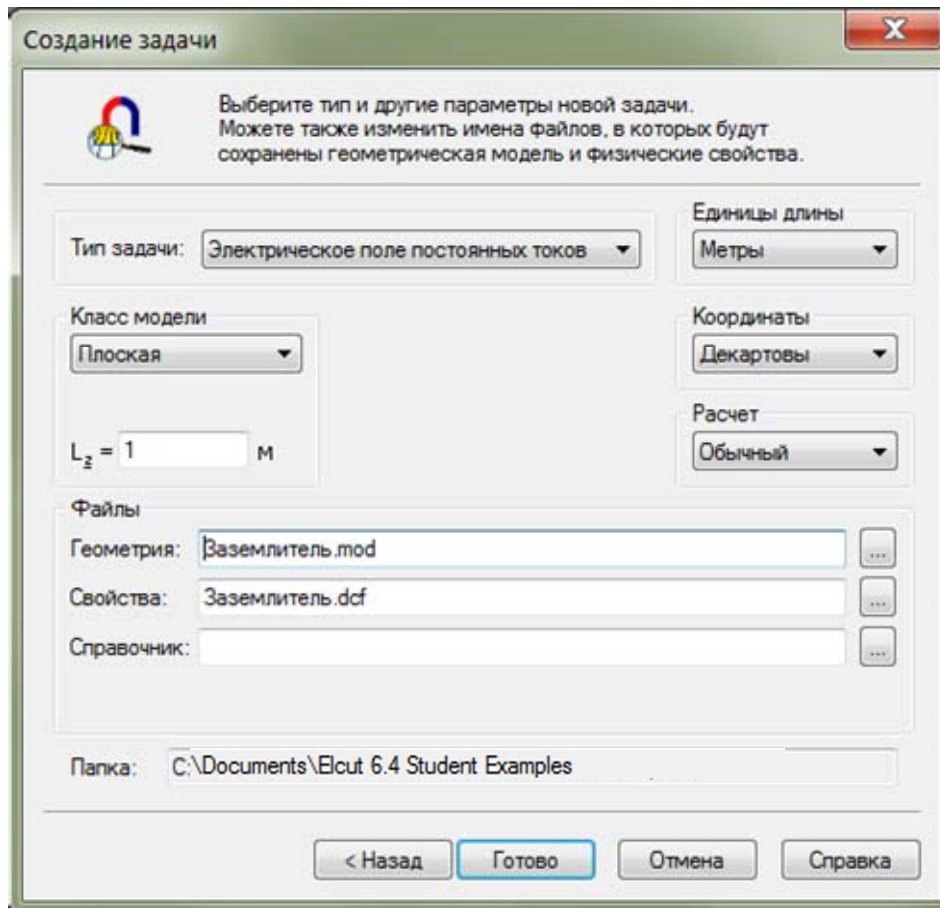 Создание задачи
Выберите тип и другие параметры новой задачи.
Можете также изменить имена файлов, в которых будут
сохранены геометрическая модель и физические свойства.
Единицы длины
Тип задачи: Электрическое поле постоянных токов
Метры
Класс модели
Координаты
Плоская
Декартовы
Расчет
Lz = 1 м
Обычный
Файлы
Геометрия: Заземлитель.mod ...
Свойства: Заземлитель.dcf ...
Справочник: ...
Папка: C:\Documents\Elcut 6.4 Student Examples
< Назад Готово Отмена Справка